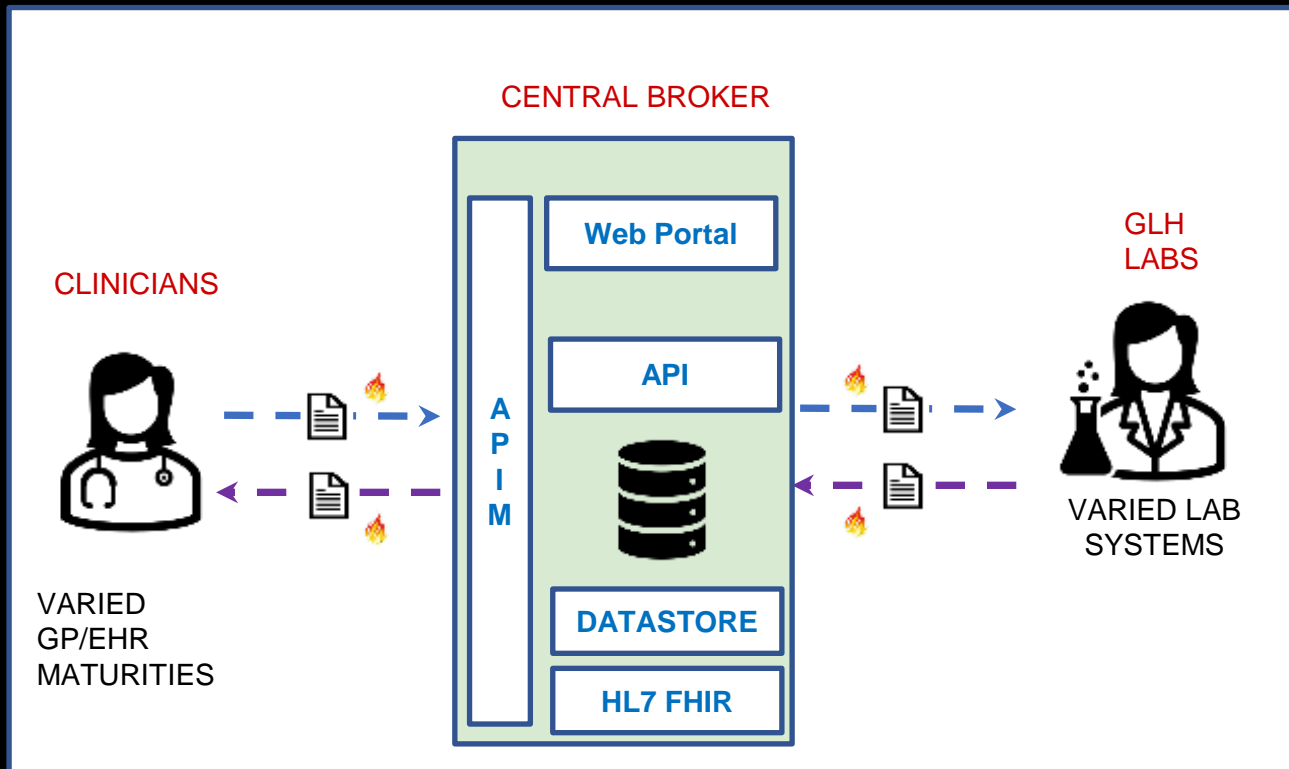 CENTRAL BROKER
CLINICIANS
VARIED
GP/EHR
MATURITIES
A
P
I
M
Web Portal
API
DATASTORE
HL7 FHIR
GLH
LABS
VARIED LAB
SYSTEMS